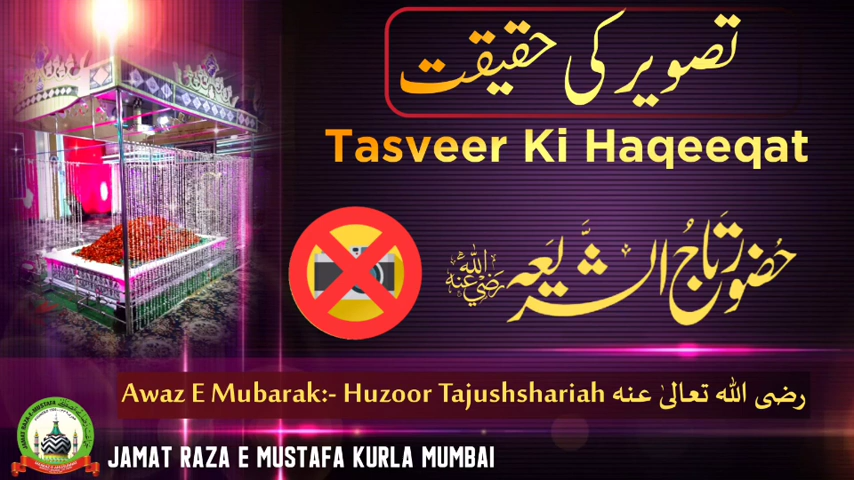 تصویر کی حقیقت
Tasveer Ki Haqeeqat
حضور تاج الشریعہ رضی اللہ عنہ
Awaz E Mubarak:- Huzoor Tajushshariah رضی اللہ تعالیٰ عنہ
JAMAT RAZA E MUSTAFA KURLA MUMBAI